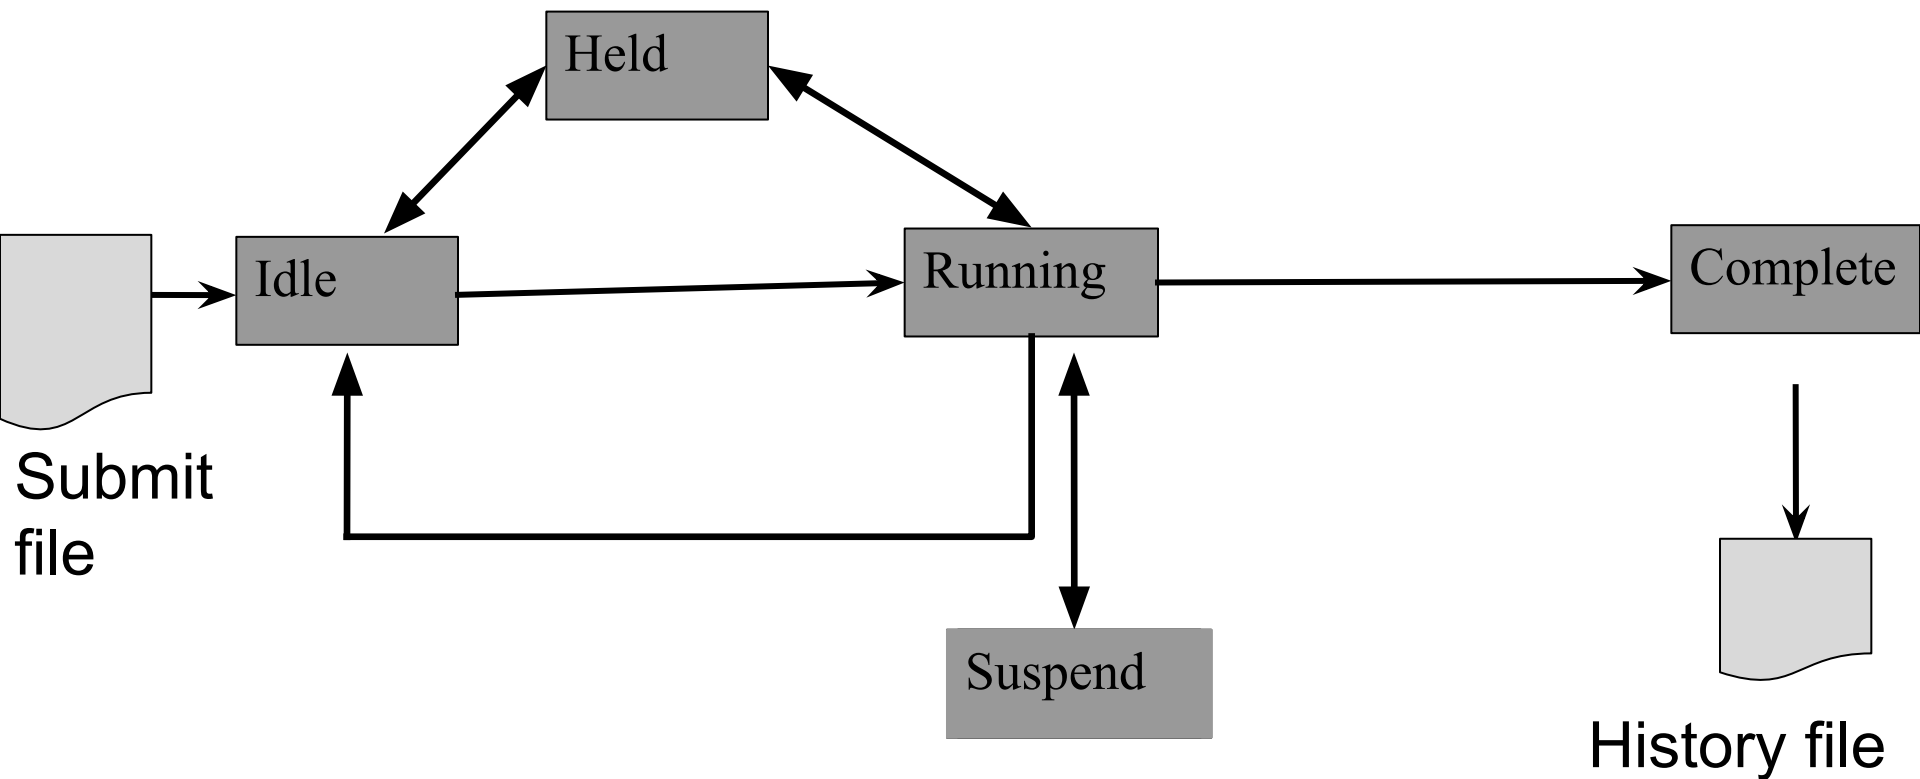 Held
Idle
Running
Complete
Submit
file
Suspend
History file